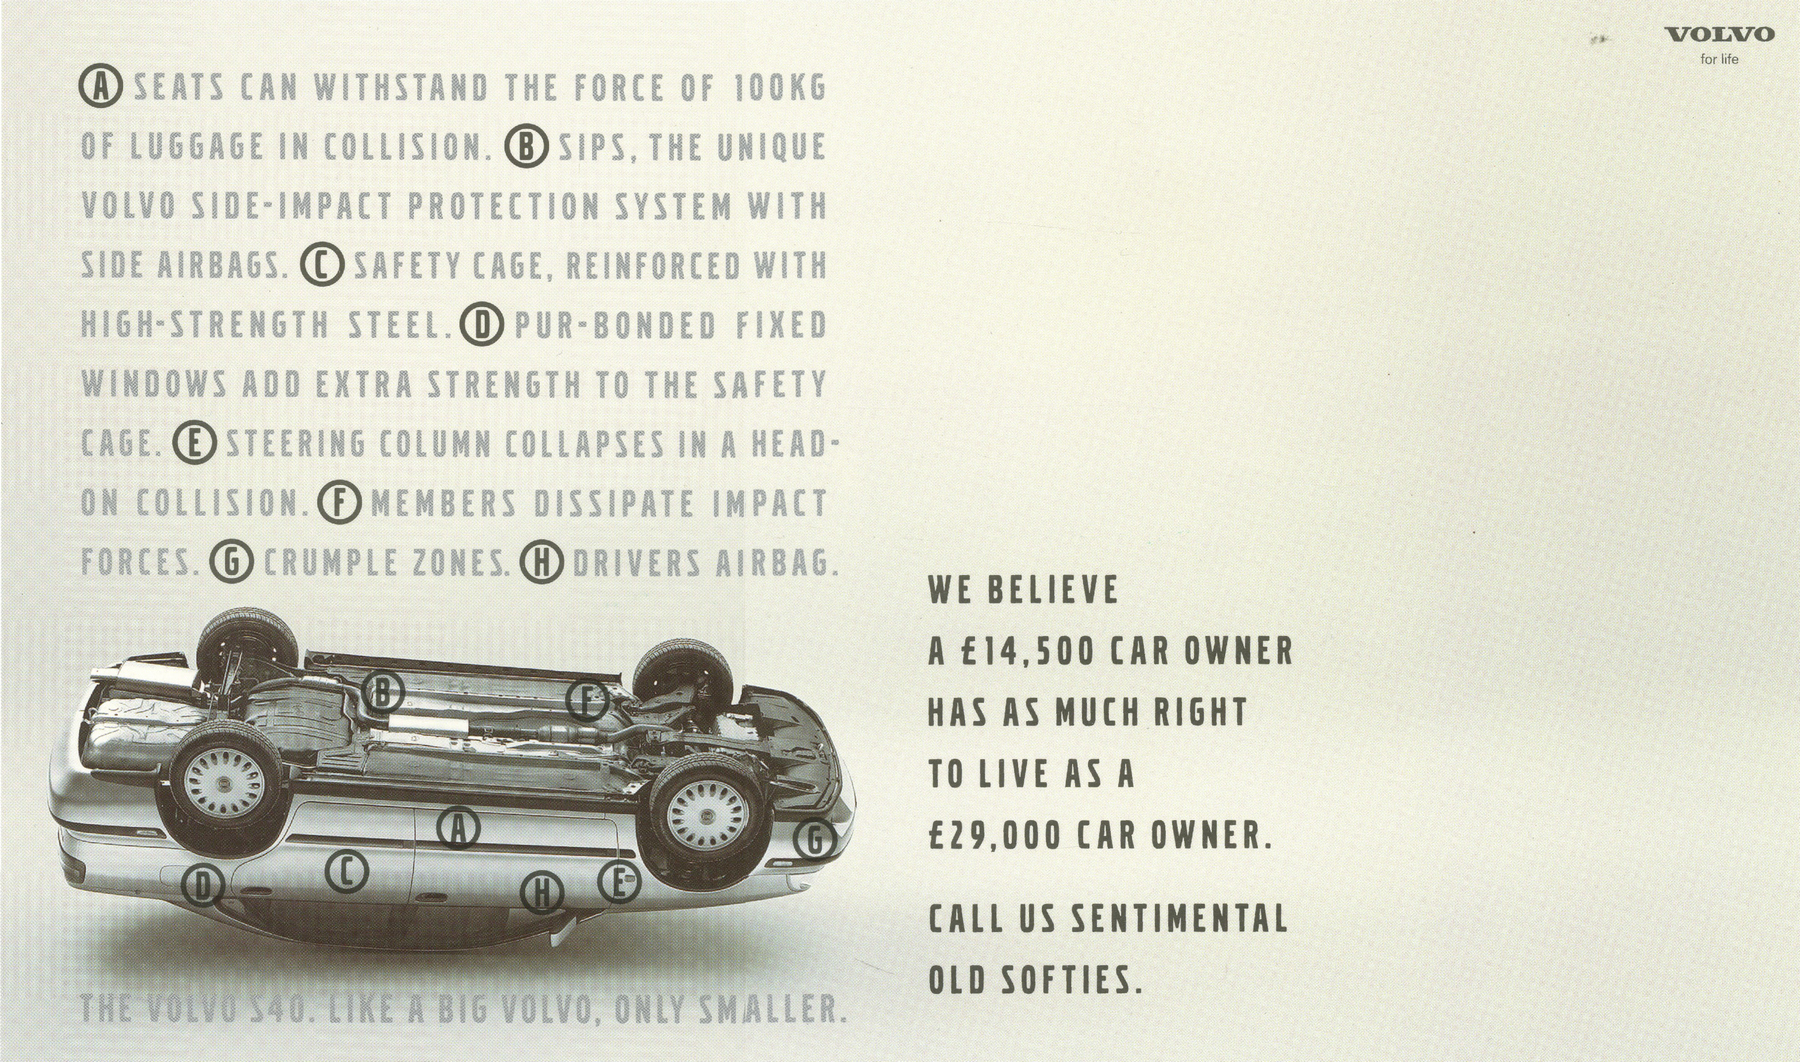 VOLVO
for life
Ⓐ SEATS CAN WITHSTAND THE FORCE OF 100KG
OF LUGGAGE IN COLLISION. Ⓑ SIPS, THE UNIQUE
VOLVO SIDE-IMPACT PROTECTION SYSTEM WITH
SIDE AIRBAGS. Ⓒ SAFETY CAGE, REINFORCED WITH
HIGH-STRENGTH STEEL. Ⓓ PUR-BONDED FIXED
WINDOWS ADD EXTRA STRENGTH TO THE SAFETY
CAGE. Ⓔ STEERING COLUMN COLLAPSES IN A HEAD-
ON COLLISION. Ⓕ MEMBERS DISSIPATE IMPACT
FORCES. Ⓖ CRUMPLE ZONES. Ⓗ DRIVERS AIRBAG.
Ⓑ Ⓕ
Ⓐ Ⓖ
Ⓓ Ⓒ Ⓗ Ⓔ
THE VOLVO S40. LIKE A BIG VOLVO, ONLY SMALLER.
WE BELIEVE
A £14,500 CAR OWNER
HAS AS MUCH RIGHT
TO LIVE AS A
£29,000 CAR OWNER.
CALL US SENTIMENTAL
OLD SOFTIES.